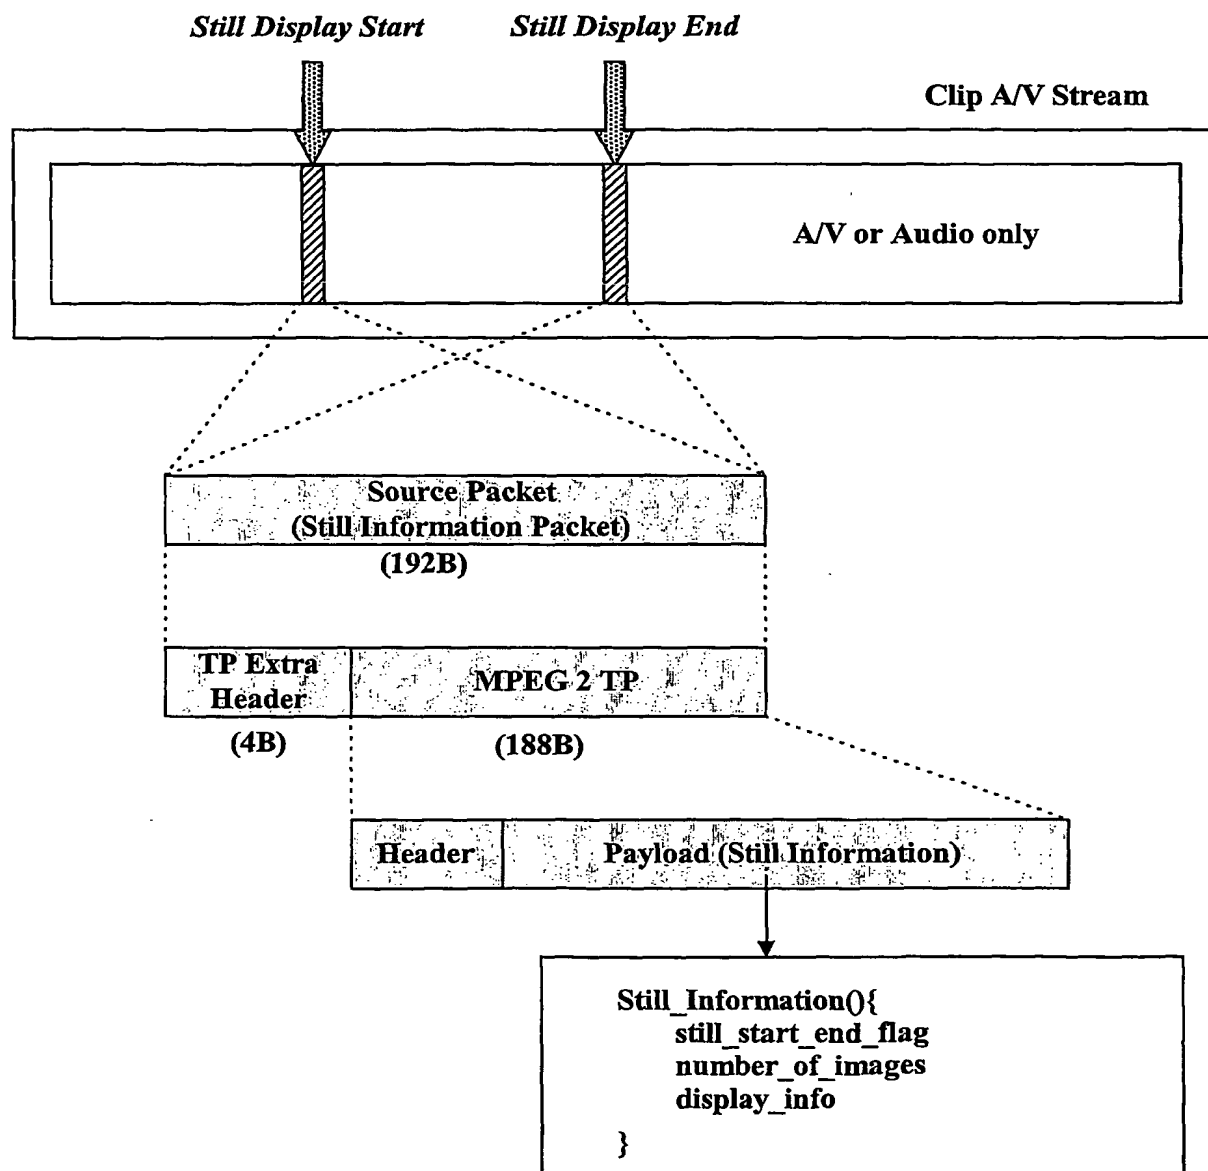 Still Display Start
Still Display End
Clip A/V Stream
A/V or Audio only
Source Packet
(Still Information Packet)
(192B)
TP Extra
Header
MPEG 2 TP
(4B)
(188B)
Header
Payload (Still Information)
Still_Information(){
still_start_end_flag
number_of_images
display_info
}